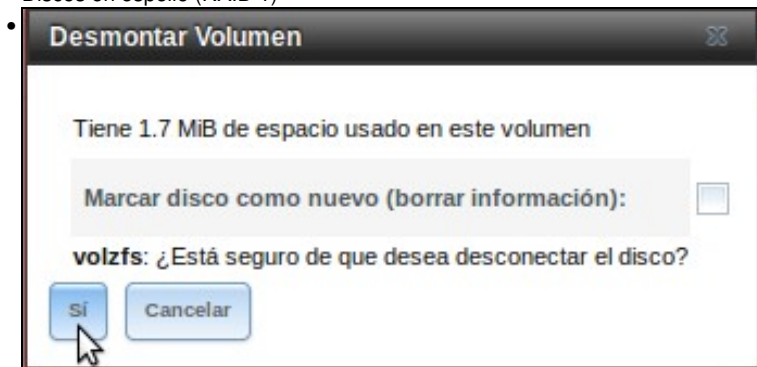 Discos en espello (RAID 1)
Desmontar Volumen
Tiene 1.7 MiB de espacio usado en este volumen
Marcar disco como nuevo (borrar información):
volzfs: ¿Está seguro de que desea desconectar el disco?
Sí
Cancelar